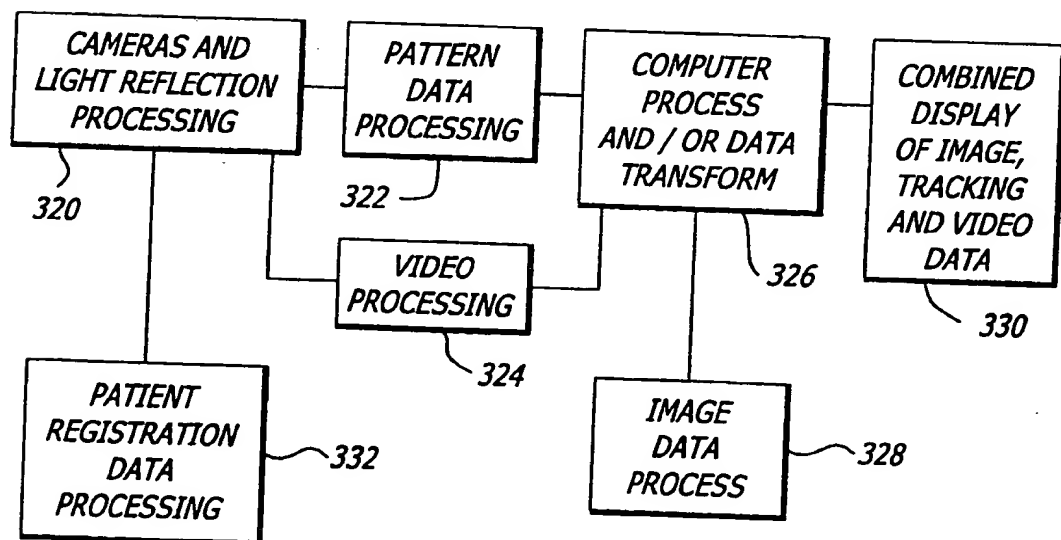 CAMERAS AND
LIGHT REFLECTION
PROCESSING
320
PATTERN
DATA
PROCESSING
322
COMPUTER
PROCESS
AND / OR DATA
TRANSFORM
326
COMBINED
DISPLAY
OF IMAGE,
TRACKING
AND VIDEO
DATA
330
VIDEO
PROCESSING
324
PATIENT
REGISTRATION
DATA
PROCESSING
332
IMAGE
DATA
PROCESS
328